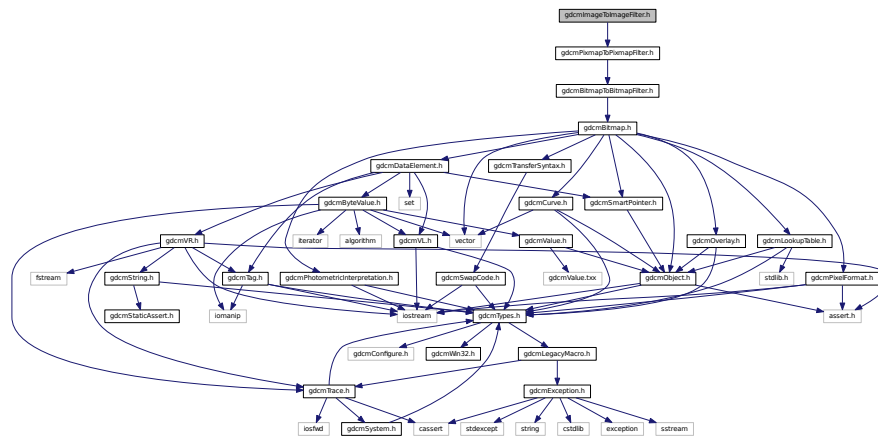 gdcmImageToImageFilter.h
gdcmPixmapToPixmapFilter.h
gdcmBitmapToBitmapFilter.h
gdcmBitmap.h
gdcmDataElement.h
gdcmTransferSyntax.h
gdcmByteValue.h
set
gdcmCurve.h
gdcmSmartPointer.h
gdcmVR.h
iterator
algorithm
gdcmVL.h
vector
gdcmValue.h
gdcmOverlay.h
gdcmLookupTable.h
fstream
gdcmString.h
gdcmTag.h
gdcmPhotometricInterpretation.h
gdcmSwapCode.h
gdcmValue.txx
gdcmObject.h
stdlib.h
gdcmPixelFormat.h
gdcmStaticAssert.h
iomanip
iostream
gdcmTypes.h
assert.h
gdcmConfigure.h
gdcmWin32.h
gdcmLegacyMacro.h
gdcmTrace.h
gdcmException.h
iosfwd
gdcmSystem.h
cassert
stdexcept
string
cstdlib
exception
sstream